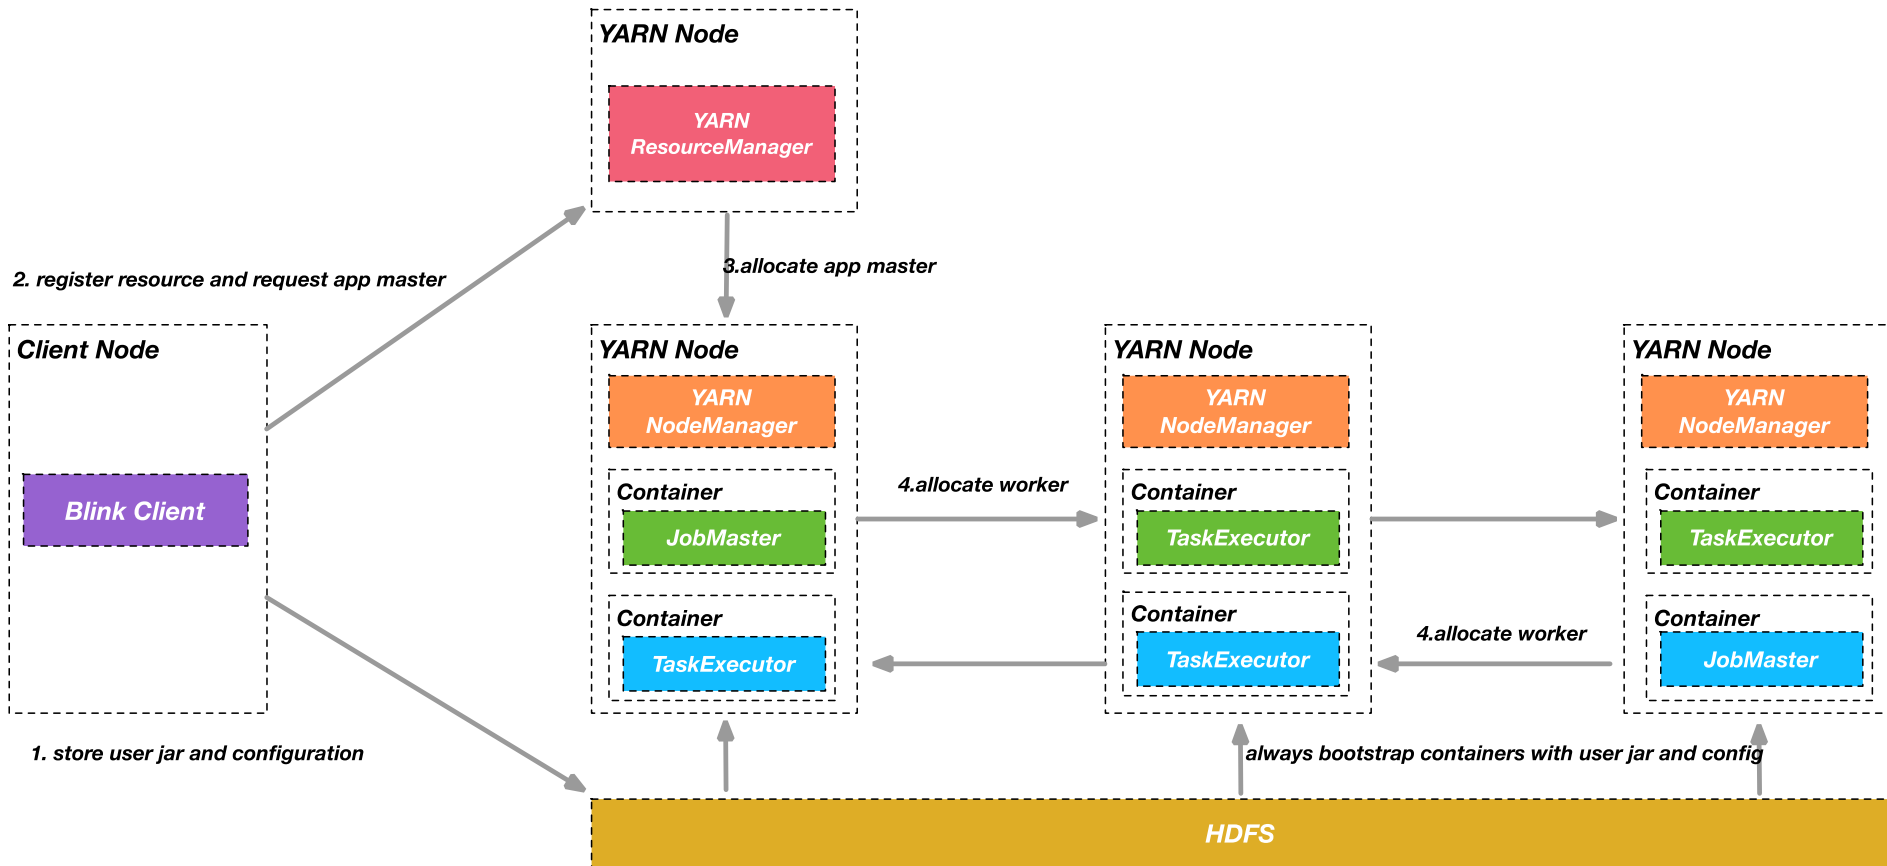 YARN Node
YARN
ResourceManager
2. register resource and request app master
3.allocate app master
Client Node
Blink Client
YARN Node
YARN
NodeManager
Container
JobMaster
Container
TaskExecutor
4.allocate worker
YARN Node
YARN
NodeManager
Container
TaskExecutor
Container
TaskExecutor
4.allocate worker
YARN Node
YARN
NodeManager
Container
TaskExecutor
Container
JobMaster
1. store user jar and configuration
always bootstrap containers with user jar and config
HDFS